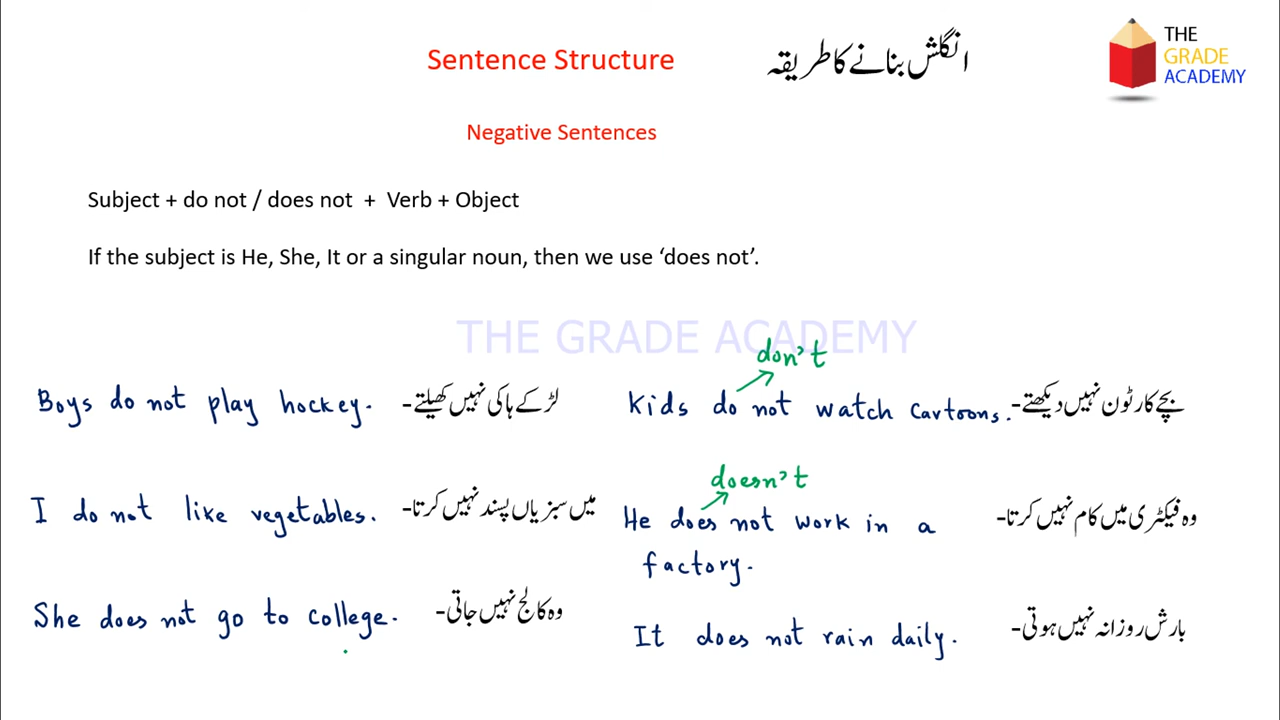 Sentence Structure
انگلش بنانے کا طریقہ
THE
GRADE
ACADEMY
Negative Sentences
Subject + do not / does not + Verb + Object
If the subject is He, She, It or a singular noun, then we use ‘does not’.
THE GRADE ACADEMY
Boys do not play hockey.
لڑکے ہاکی نہیں کھیلتے-
don't
Kids do not watch cartoons.
بچے کارٹون نہیں دیکھتے-
I do not like vegetables.
میں سبزیاں پسند نہیں کرتا-
doesn't
He does not work in a
factory.
وہ فیکٹری میں کام نہیں کرتا-
She does not go to college.
وہ کالج نہیں جاتی-
It does not rain daily.
بارش روزانہ نہیں ہوتی-